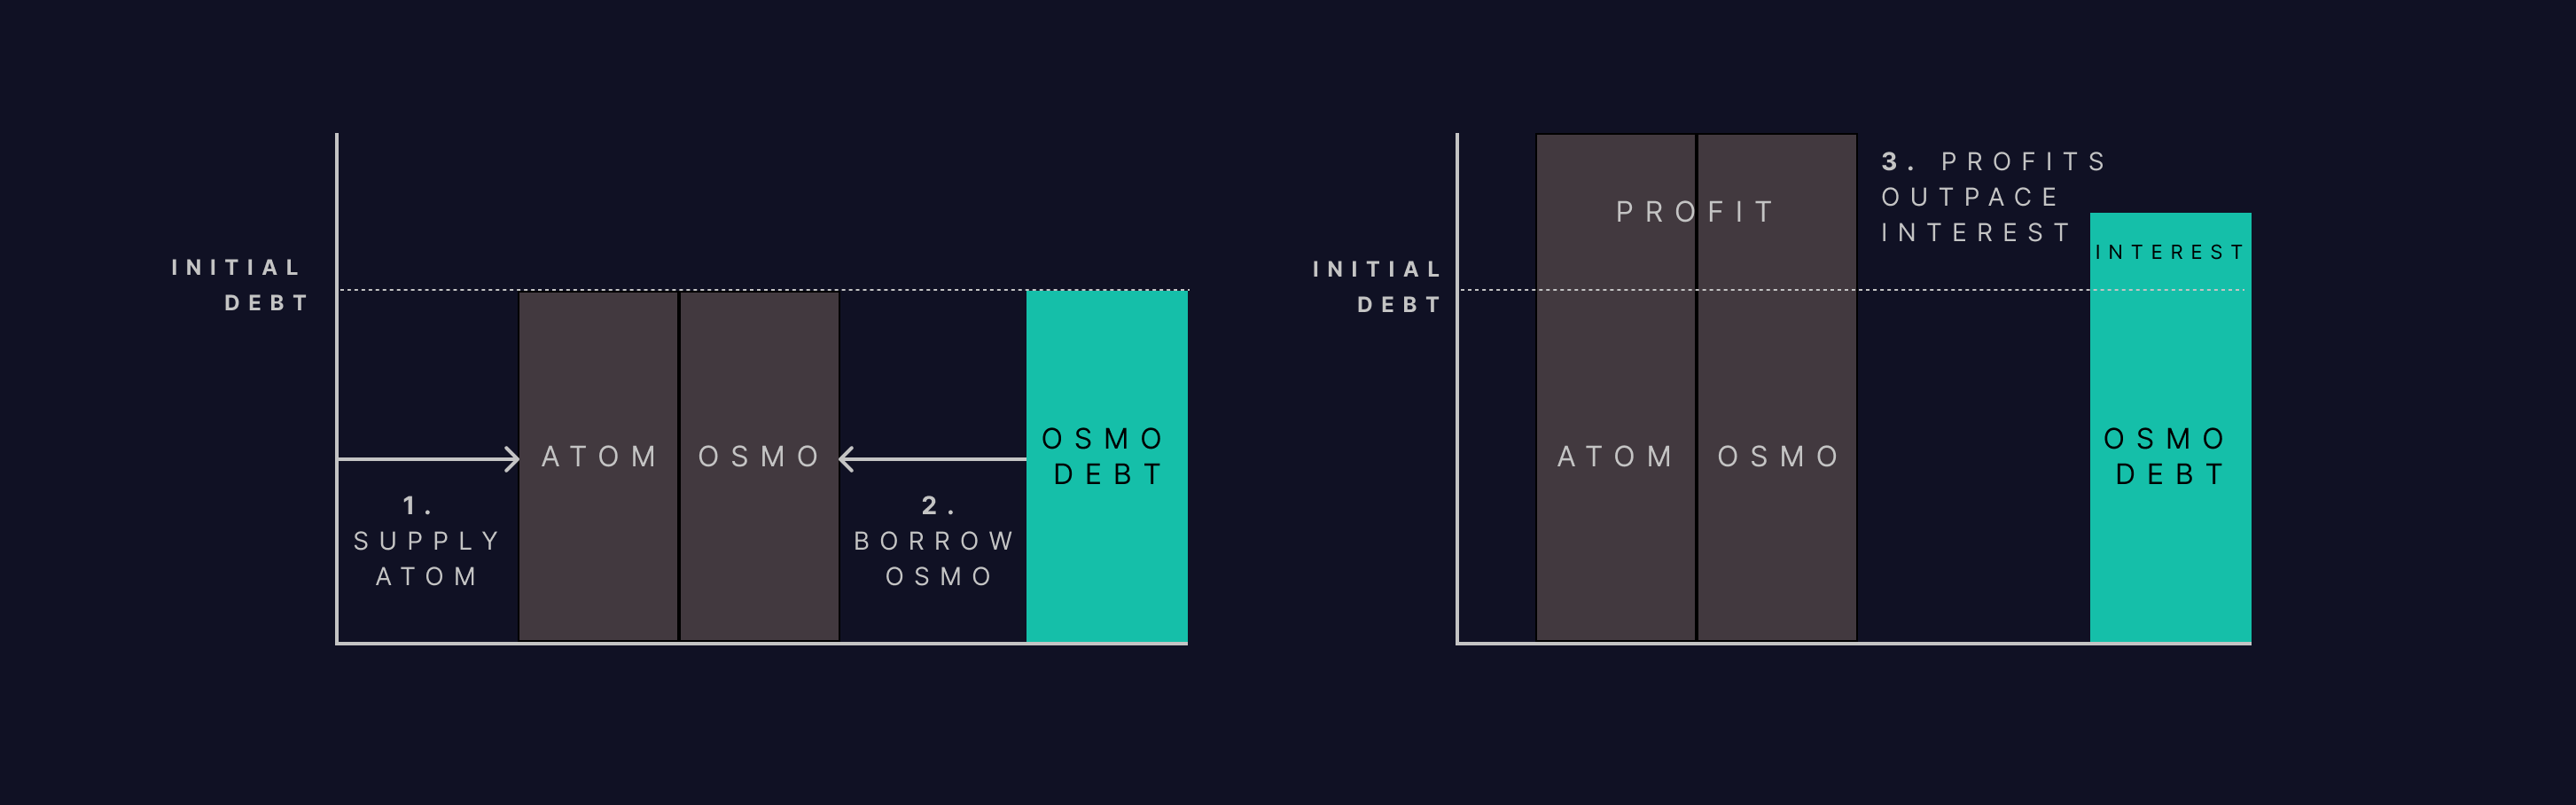 INITIAL
DEBT
1.
SUPPLY
ATOM
ATOM
OSMO
2.
BORROW
OSMO
OSMO
DEBT
INITIAL
DEBT
PROFIT
ATOM
OSMO
3. PROFITS
OUTPACE
INTEREST
INTEREST
OSMO
DEBT